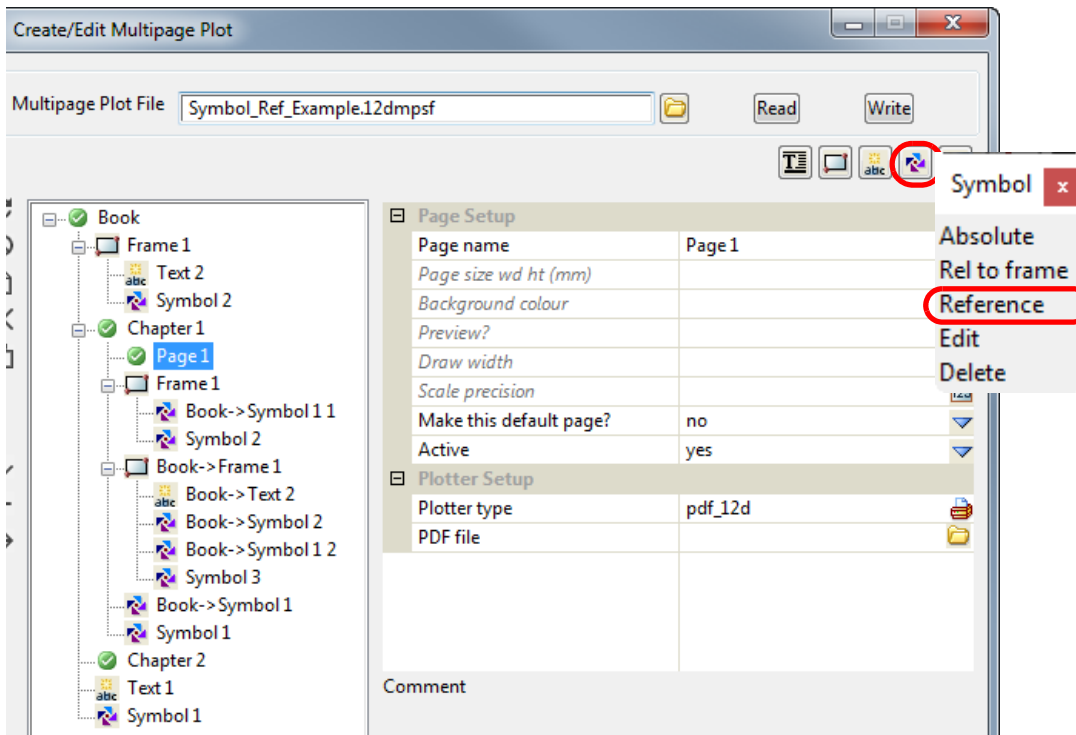 Create/Edit Multipage Plot
x
Multipage Plot File
Symbol_Ref_Example.12dmpsf
Read
Write
T
abc
Symbol
x
Absolute
Rel to frame
Reference
Edit
Delete
Book
Frame 1
abc Text 2
Symbol 2
Chapter 1
Page 1
Frame 1
Book->Symbol 1 1
Symbol 2
Book->Frame 1
abc Book->Text 2
Book->Symbol 2
Book->Symbol 1 2
Symbol 3
Book->Symbol 1
Symbol 1
Chapter 2
abc Text 1
Symbol 1
Page Setup
Page name Page 1
Page size wd ht (mm)
Background colour
Preview?
Draw width
Scale precision
Make this default page? no
Active yes
Plotter Setup
Plotter type pdf_12d
PDF file
Comment